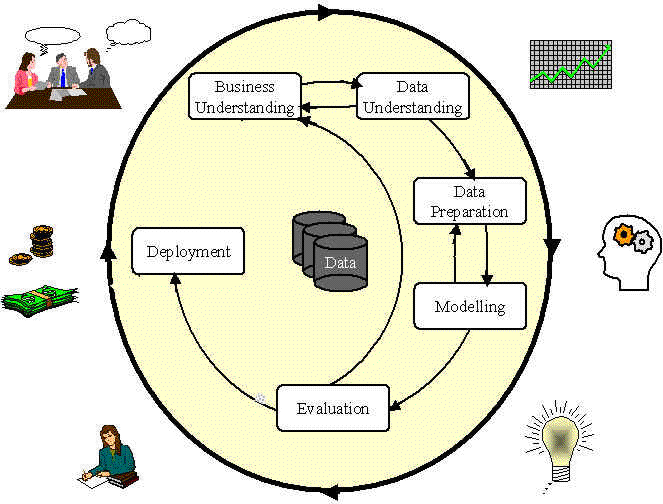 Business
Understanding
Data
Understanding
Data
Preparation
Deployment
Data
Modelling
Evaluation